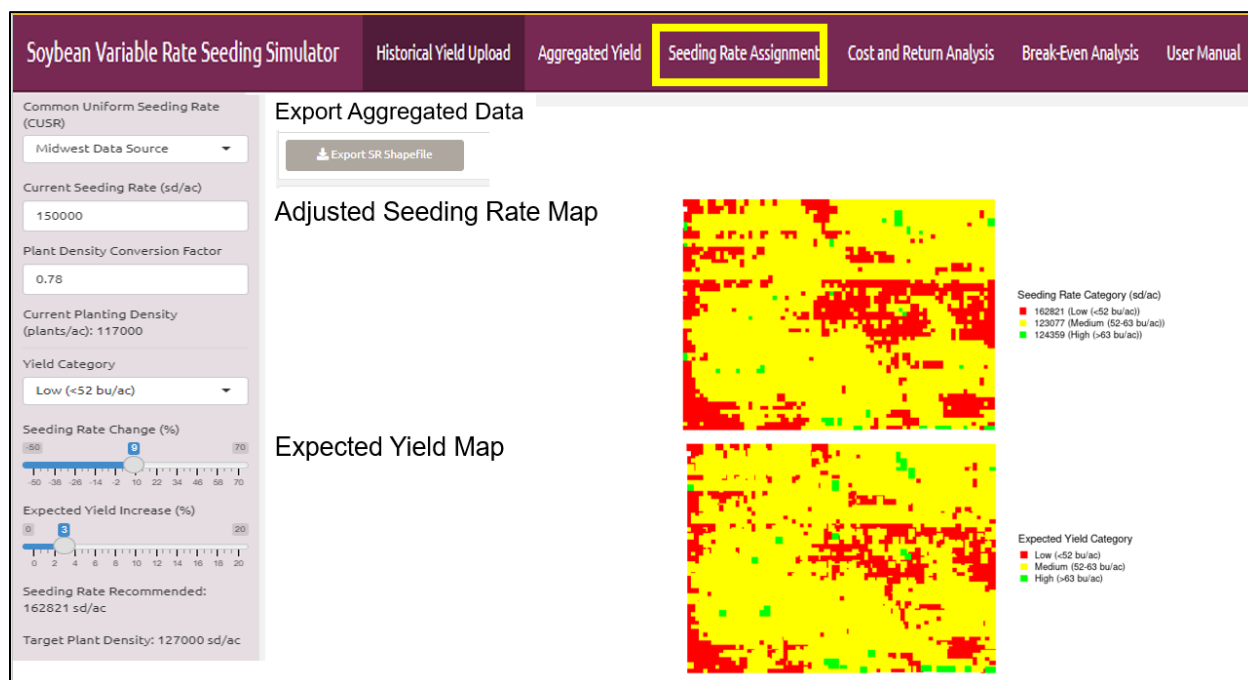 Soybean Variable Rate Seeding Simulator
Historical Yield Upload
Aggregated Yield
Seeding Rate Assignment
Cost and Return Analysis
Break-Even Analysis
User Manual
Common Uniform Seeding Rate
(CUSR)
Midwest Data Source
Current Seeding Rate (sd/ac)
150000
Plant Density Conversion Factor
0.78
Current Planting Density
(plants/ac): 117000
Yield Category
Low (<52 bu/ac)
Seeding Rate Change (%)
-50 9 70
-50 -38 -26 -14 -2 10 22 34 46 58 70
Expected Yield Increase (%)
0 3 20
0 2 4 6 8 10 12 14 16 18 20
Seeding Rate Recommended:
162821 sd/ac
Target Plant Density: 127000 sd/ac
Export Aggregated Data
Export SR Shapefile
Adjusted Seeding Rate Map
Seeding Rate Category (sd/ac)
162821 (Low (<52 bu/ac))
123077 (Medium (52-63 bu/ac))
124359 (High (>63 bu/ac))
Expected Yield Map
Expected Yield Category
Low (<52 bu/ac)
Medium (52-63 bu/ac)
High (>63 bu/ac)